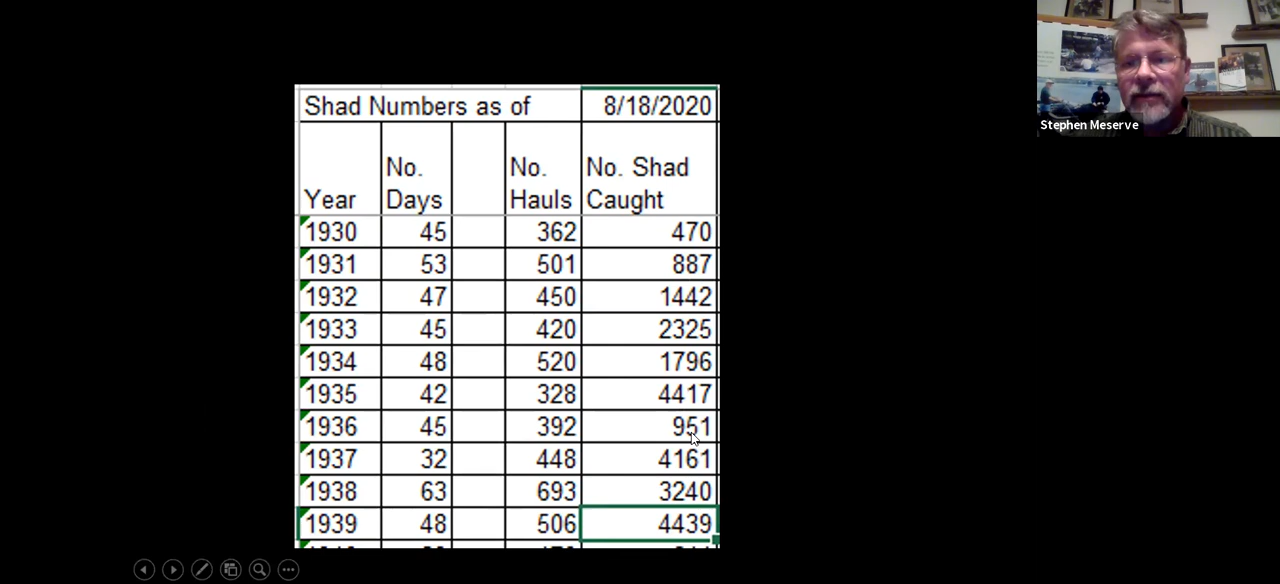 Shad Numbers as of 8/18/2020
Year No. Days No. Hauls No. Shad Caught
1930 45 362 470
1931 53 501 887
1932 47 450 1442
1933 45 420 2325
1934 48 520 1796
1935 42 328 4417
1936 45 392 951
1937 32 448 4161
1938 63 693 3240
1939 48 506 4439
Stephen Meserve